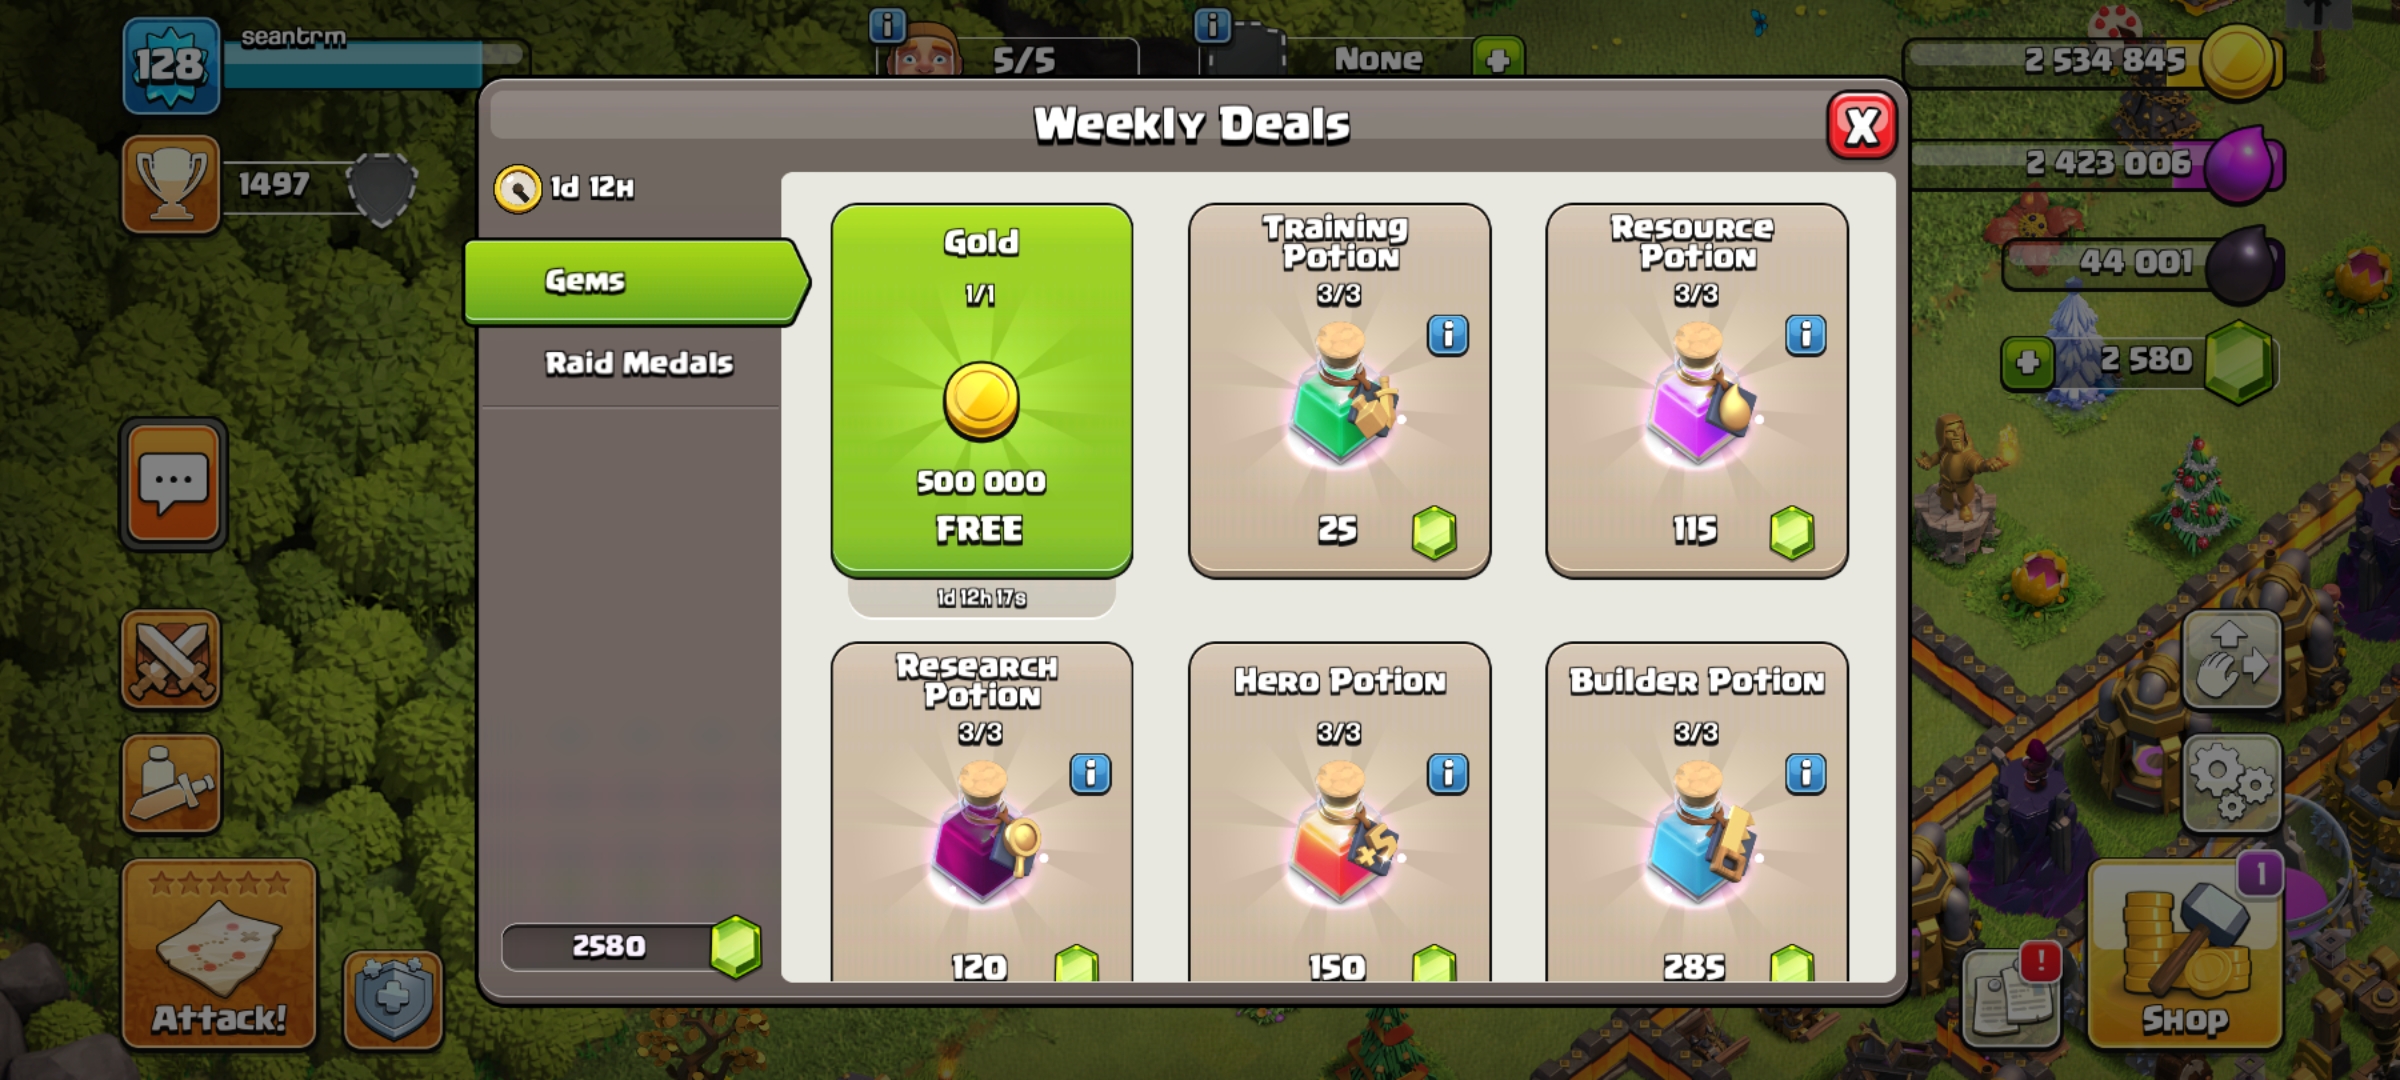 128
seantrm
5/5
None
2 534 845
1497
2 423 006
44 001
2 580
Weekly Deals
X
1d 12H
Gems
Raid Medals
2580
Gold
1/1
500 000
FREE
1d 12h 17s
Training
Potion
3/3
25
Resource
Potion
3/3
115
Research
Potion
3/3
120
Hero Potion
3/3
x5
150
Builder Potion
3/3
285
Attack!
1
!
Shop